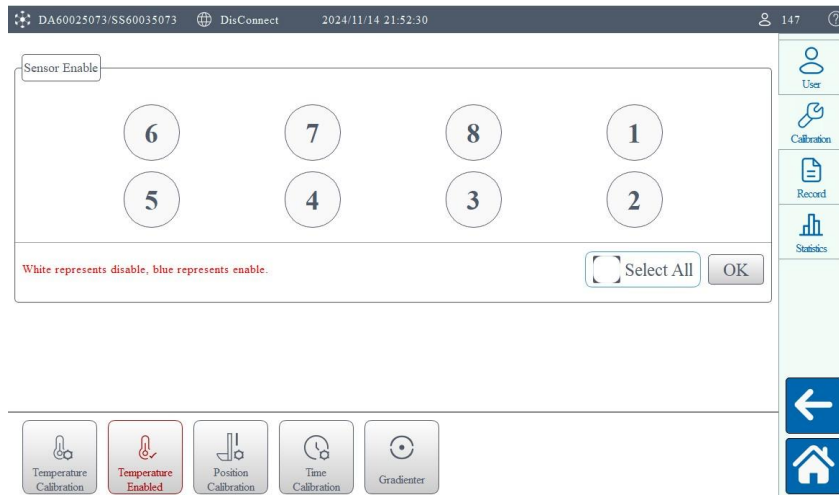 DA60025073/SS60035073 DisConnect 2024/11/14 21:52:30 147
Sensor Enable
6 7 8 1
5 4 3 2
White represents disable, blue represents enable.
Select All OK
User
Calibration
Record
Statistics
Temperature
Calibration
Temperature
Enabled
Position
Calibration
Time
Calibration
Gradienter